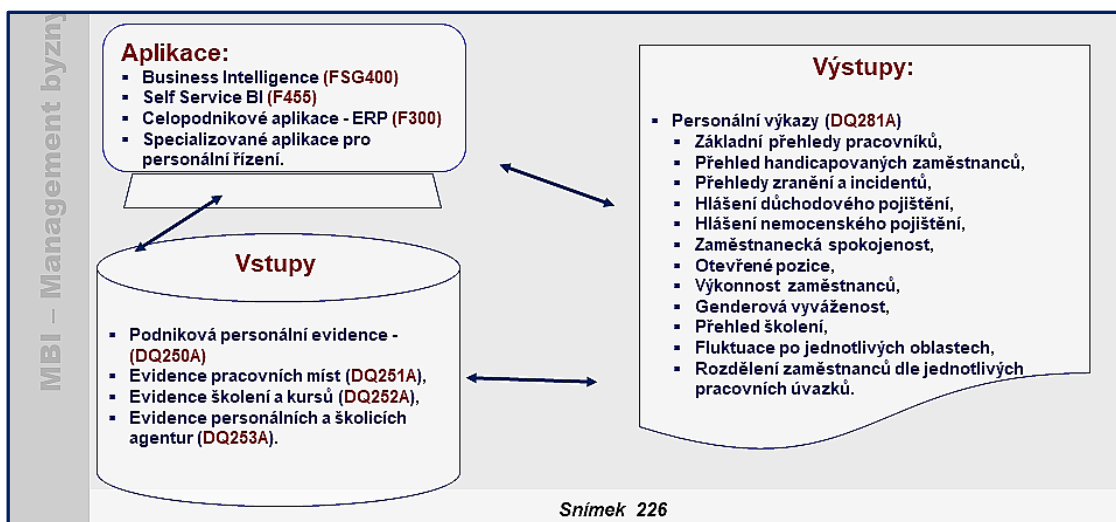 MBI – Management byzny
Aplikace:
▪ Business Intelligence (FSG400)
▪ Self Service BI (F455)
▪ Celopodnikové aplikace - ERP (F300)
▪ Specializované aplikace pro
personální řízení.
Vstupy
▪ Podniková personální evidence -
(DQ250A)
▪ Evidence pracovních míst (DQ251A),
▪ Evidence školení a kursů (DQ252A),
▪ Evidence personálních a školicích
agentur (DQ253A).
Výstupy:
▪ Personální výkazy (DQ281A)
▪ Základní přehledy pracovníků,
▪ Přehled handicapovaných zaměstnanců,
▪ Přehledy zranění a incidentů,
▪ Hlášení důchodového pojištění,
▪ Hlášení nemocenského pojištění,
▪ Zaměstnanecká spokojenost,
▪ Otevřené pozice,
▪ Výkonnost zaměstnanců,
▪ Genderová vyváženost,
▪ Přehled školení,
▪ Fluktuace po jednotlivých oblastech,
▪ Rozdělení zaměstnanců dle jednotlivých
pracovních úvazků.
Snímek 226